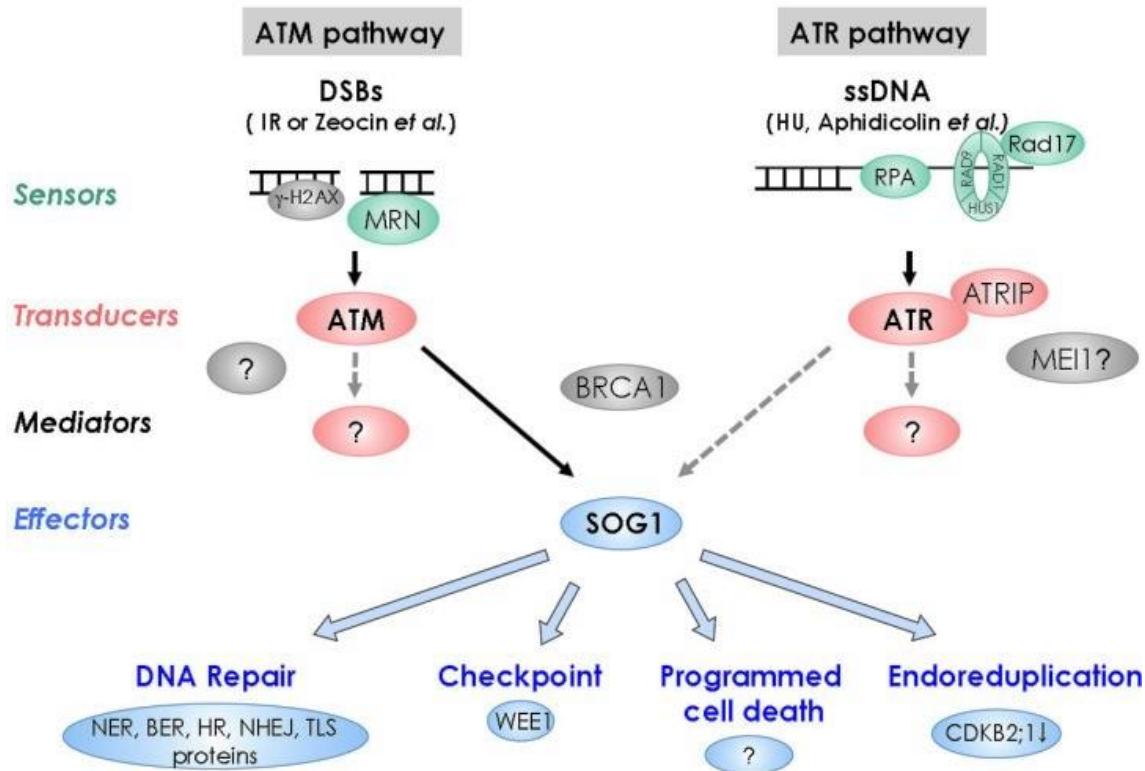 ATM pathway
ATR pathway
DSBs
( IR or Zeocin et al.)
ssDNA
(HU, Aphidicolin et al.)
Sensors
γ-H2AX
MRN
RPA
RAD9
RAD1
HUS1
Rad17
Transducers
ATM
ATR
ATRIP
?
BRCA1
MEI1?
Mediators
?
?
Effectors
SOG1
DNA Repair
NER, BER, HR, NHEJ, TLS
proteins
Checkpoint
WEE1
Programmed
cell death
?
Endoreduplication
CDKB2;1↓